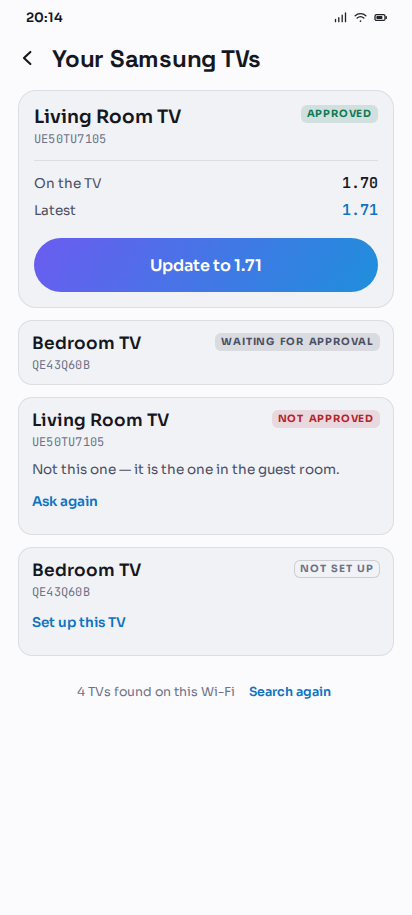 20:14
Your Samsung TVs
Living Room TV
APPROVED
UE50TU7105
On the TV 1.70
Latest 1.71
Update to 1.71
Bedroom TV
WAITING FOR APPROVAL
QE43Q60B
Living Room TV
NOT APPROVED
UE50TU7105
Not this one — it is the one in the guest room.
Ask again
Bedroom TV
NOT SET UP
QE43Q60B
Set up this TV
4 TVs found on this Wi-Fi Search again